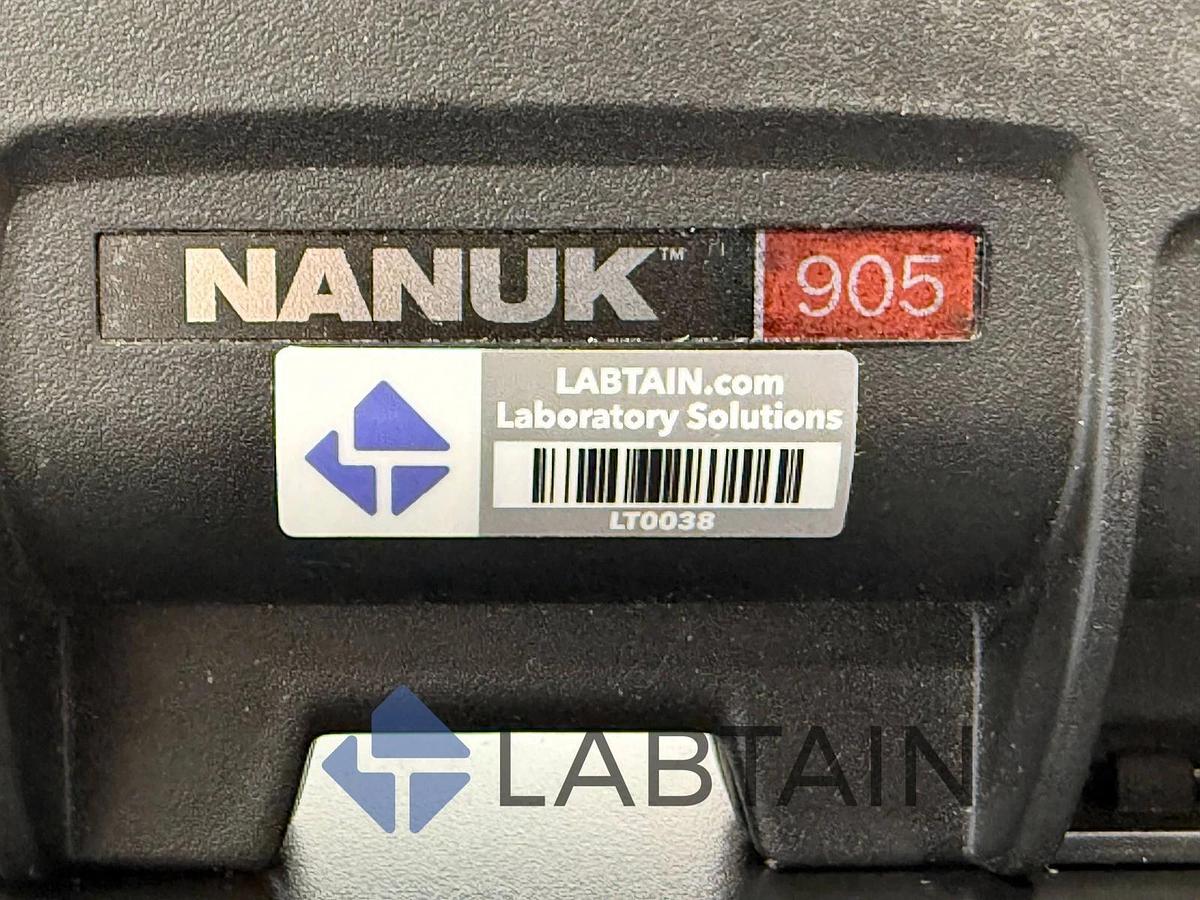 NANUK™ 905
LABTAIN.com
Laboratory Solutions
LT0038
LABTAIN